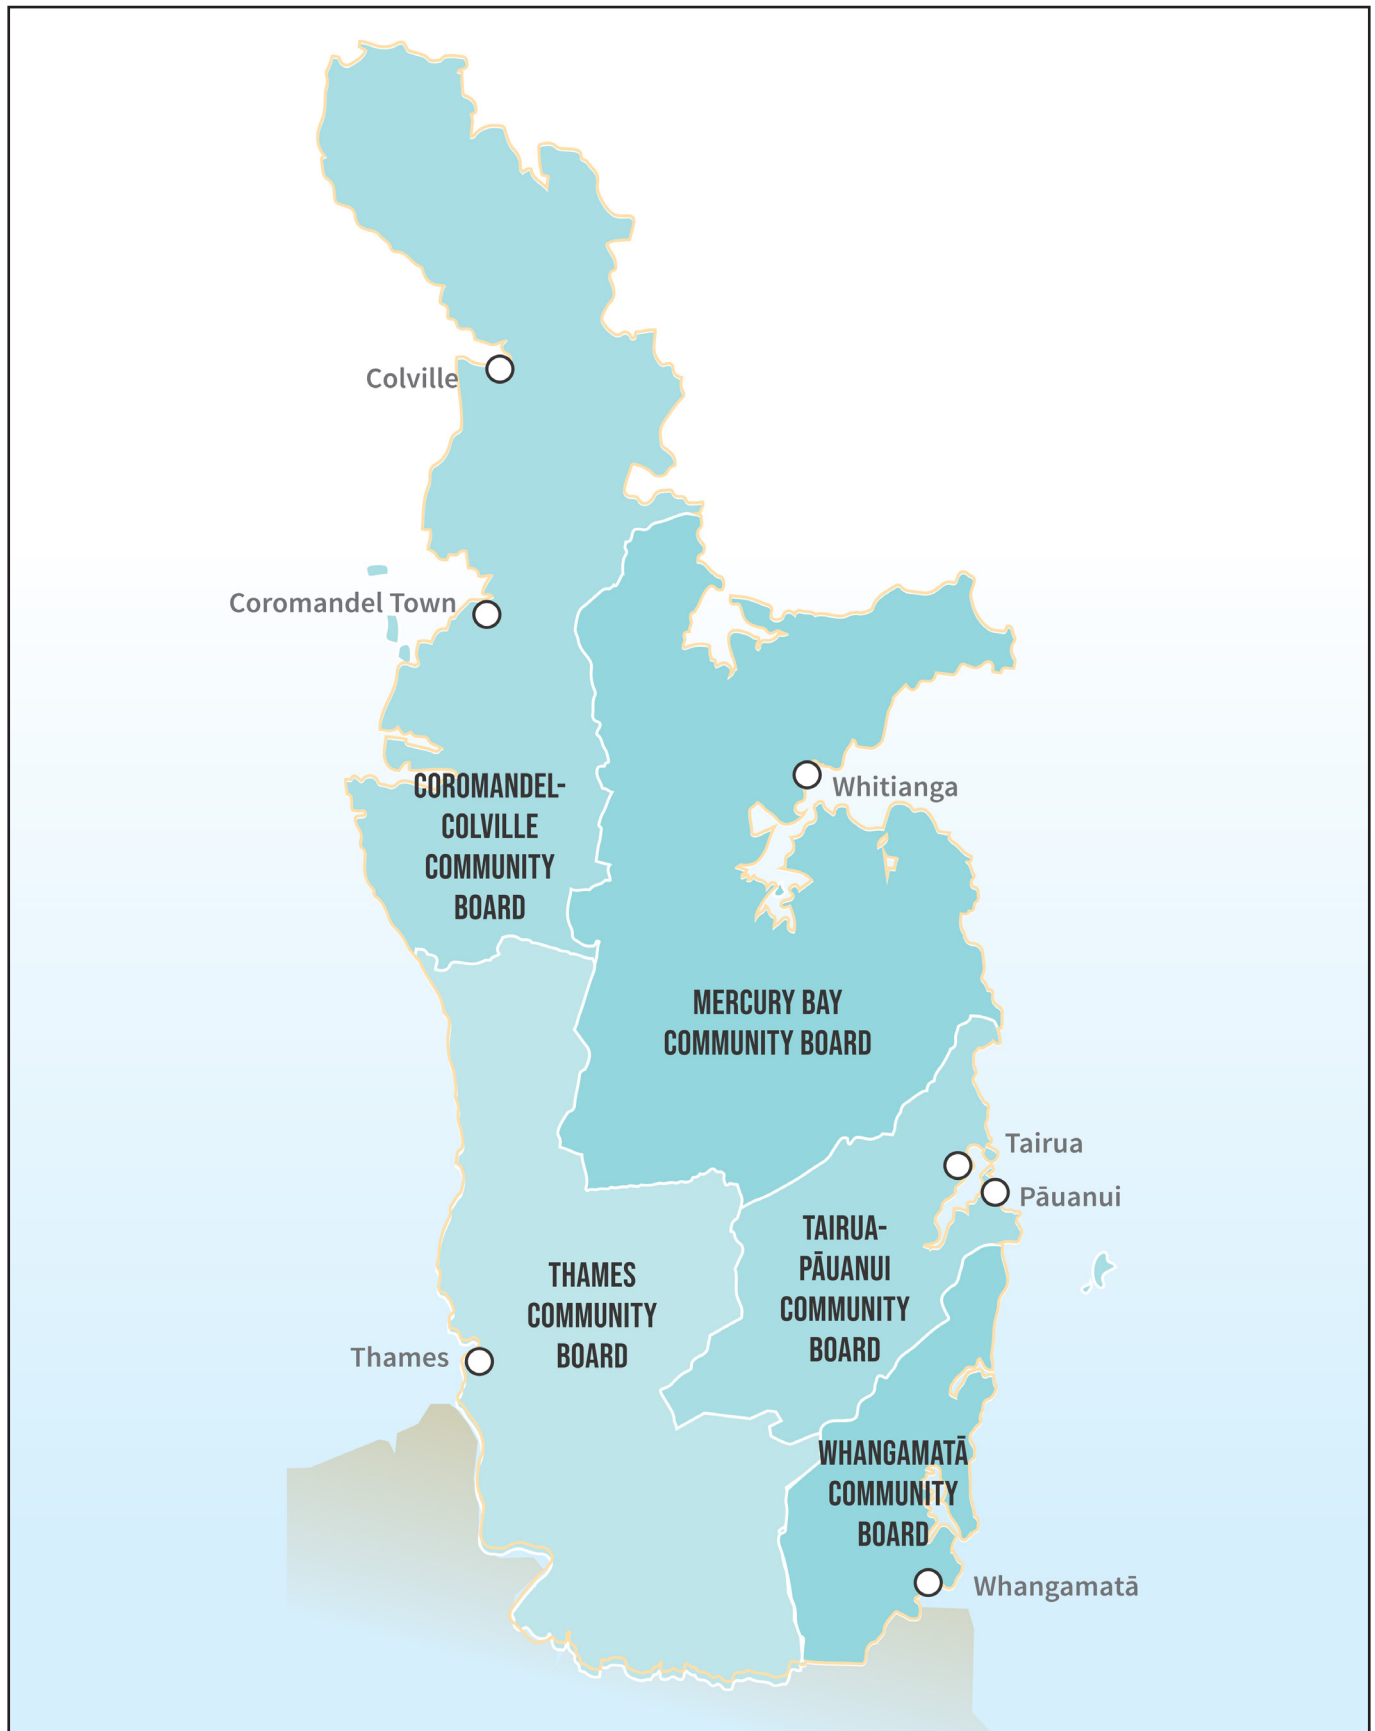 Colville
Coromandel Town
Whitianga
COROMANDEL-
COLVILLE
COMMUNITY
BOARD
MERCURY BAY
COMMUNITY BOARD
Tairua
Pāuanui
TAIRUA-
PĀUANUI
COMMUNITY
BOARD
THAMES
COMMUNITY
BOARD
Thames
WHANGAMATĀ
COMMUNITY
BOARD
Whangamatā